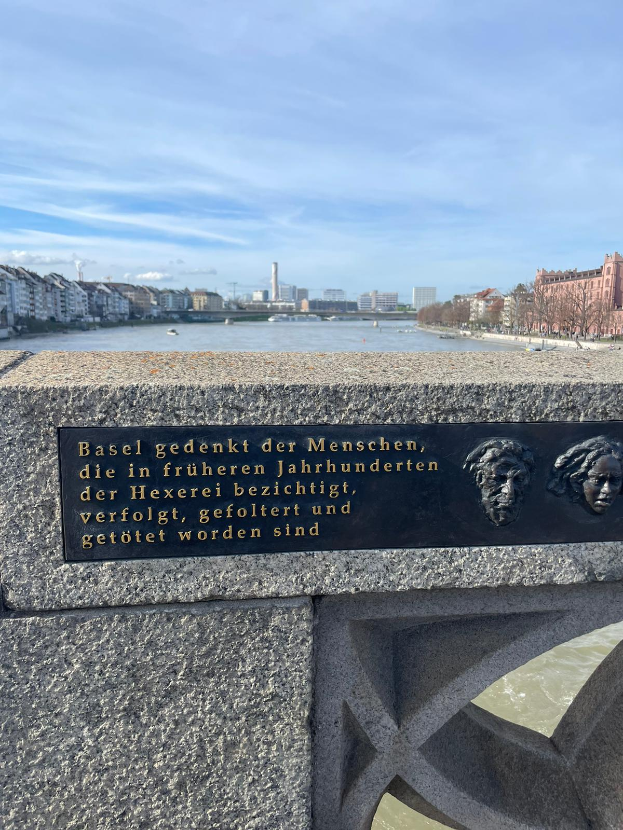 Basel gedenkt der Menschen,
die in früheren Jahrhunderten
der Hexerei bezichtigt,
verfolgt, gefoltert und
getötet worden sind